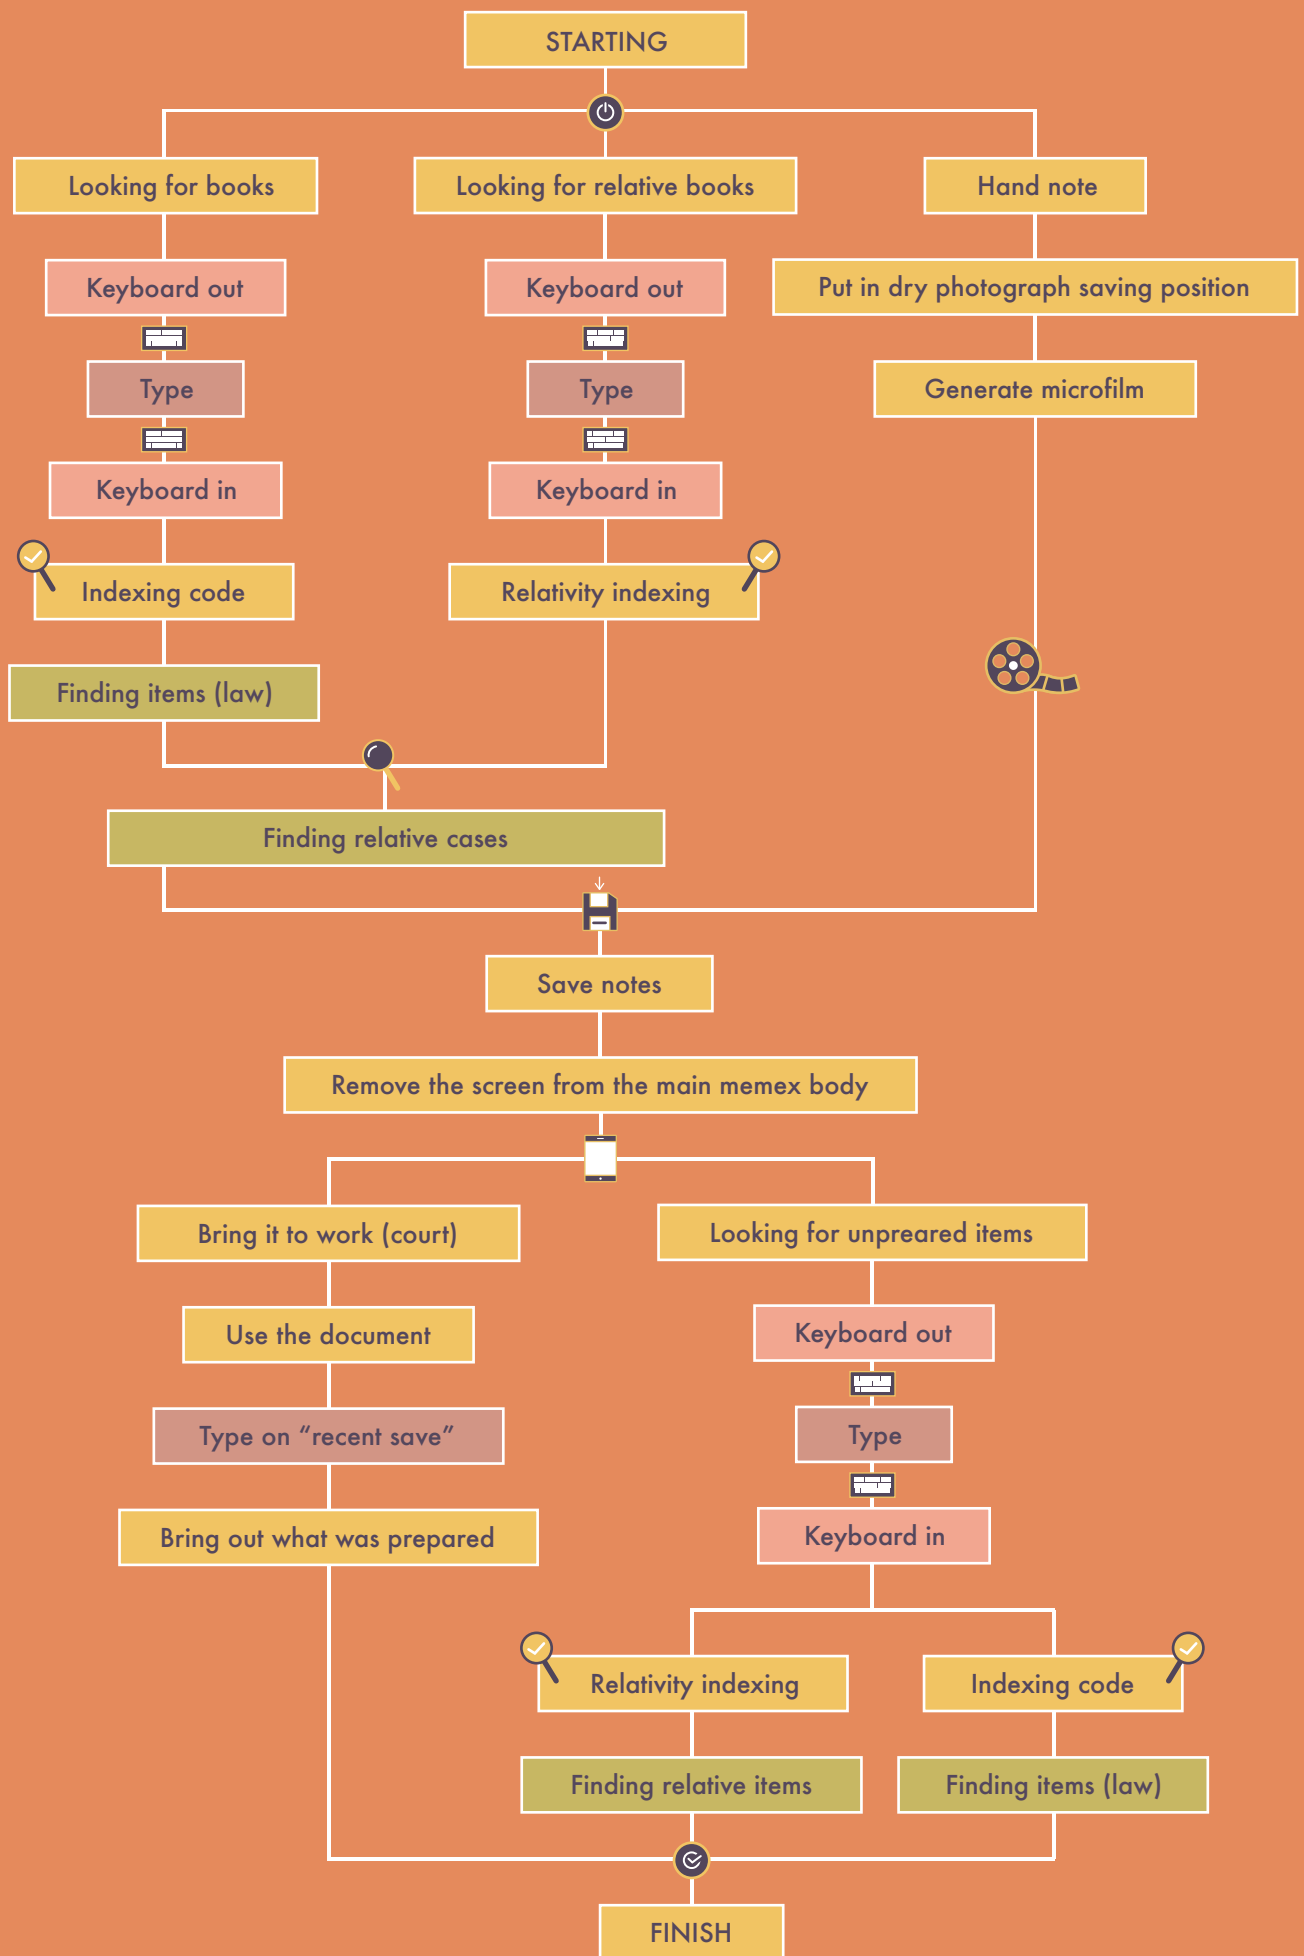 STARTING
Looking for books
Looking for relative books
Hand note
Keyboard out
Keyboard out
Put in dry photograph saving position
Type
Type
Generate microfilm
Keyboard in
Keyboard in
Indexing code
Relativity indexing
Finding items (law)
Finding relative cases
Save notes
Remove the screen from the main memex body
Bring it to work (court)
Looking for unpreared items
Use the document
Keyboard out
Type on “recent save”
Type
Bring out what was prepared
Keyboard in
Relativity indexing
Indexing code
Finding relative items
Finding items (law)
FINISH